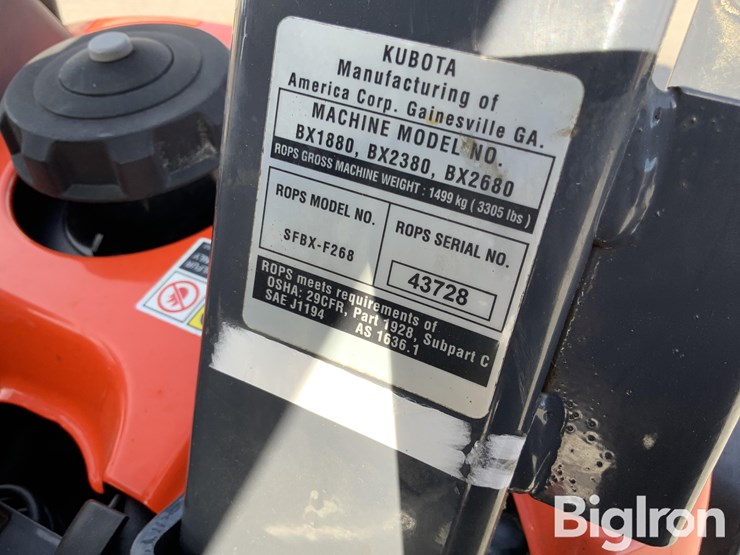 KUBOTA
Manufacturing of
America Corp. Gainesville GA.
MACHINE MODEL NO.
BX1880, BX2380, BX2680
ROPS GROSS MACHINE WEIGHT : 1499 kg ( 3305 lbs )
ROPS MODEL NO.
SFBX-F268
ROPS SERIAL NO.
43728
ROPS meets requirements of
OSHA: 29CFR, Part 1928, Subpart C
SAE J1194 AS 1636.1
BigIron